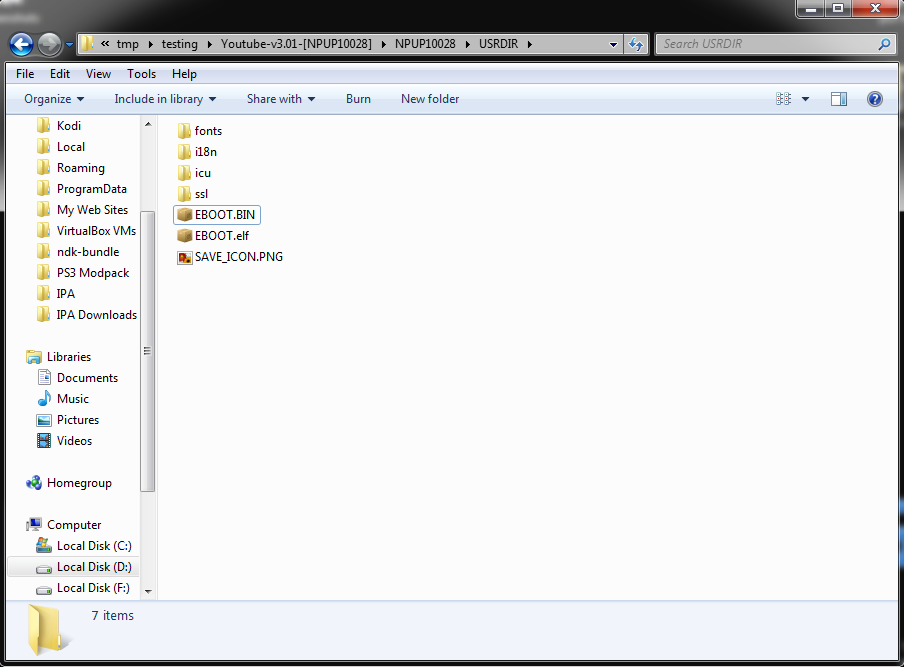 « tmp ▸ testing ▸ Youtube-v3.01-[NPUP10028] ▸ NPUP10028 ▸ USRDIR ▸
Search USRDIR
File Edit View Tools Help
Organize Include in library Share with Burn New folder
Kodi
Local
Roaming
ProgramData
My Web Sites
VirtualBox VMs
ndk-bundle
PS3 Modpack
IPA
IPA Downloads
Libraries
Documents
Music
Pictures
Videos
Homegroup
Computer
Local Disk (C:)
Local Disk (D:)
Local Disk (F:)
fonts
i18n
icu
ssl
EBOOT.BIN
EBOOT.elf
SAVE_ICON.PNG
7 items